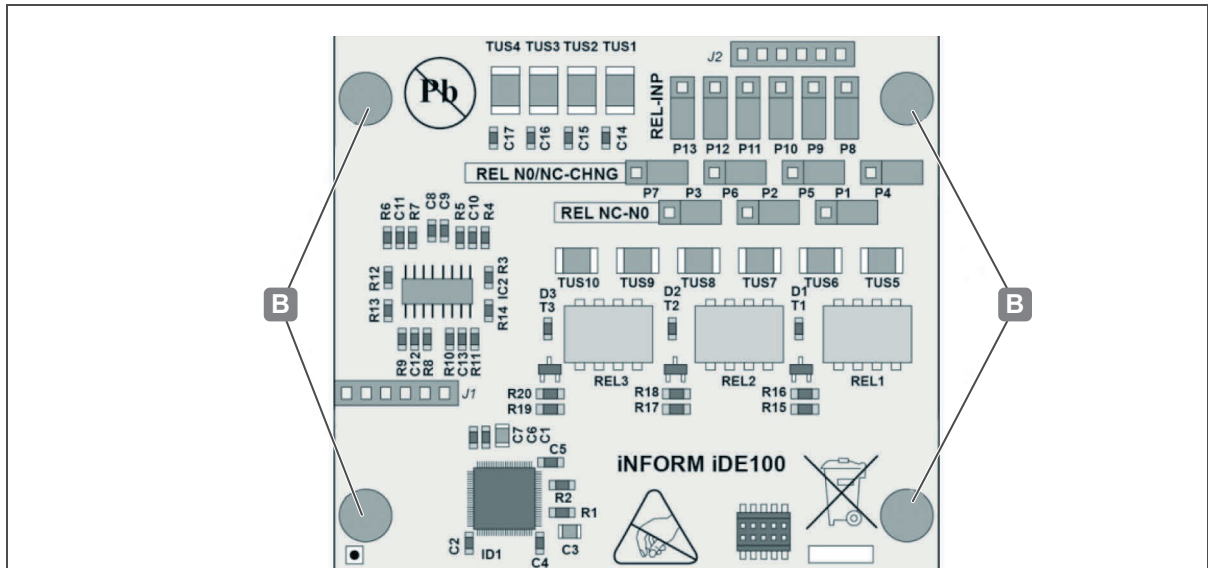 TUS4 TUS3 TUS2 TUS1
J2
Pb
REL-INP
C17 C16 C15 C14
P13 P12 P11 P10 P9 P8
REL N0/NC-CHNG
P7 P3 P6 P2 P5 P1 P4
REL NC-N0
R6 C11 R7 C8 C9 R5 C10 R4
TUS10 TUS9 TUS8 TUS7 TUS6 TUS5
R12 R3
IC2
R13 R14
D3 D2 D1
T3 T2 T1
B B
R9 C12 R8 R10 C13 R11
REL3 REL2 REL1
J1
R20 R18 R16
R19 R17 R15
C7 C6 C1
C5
iNFORM iDE100
R2
R1
C2 ID1 C4 C3